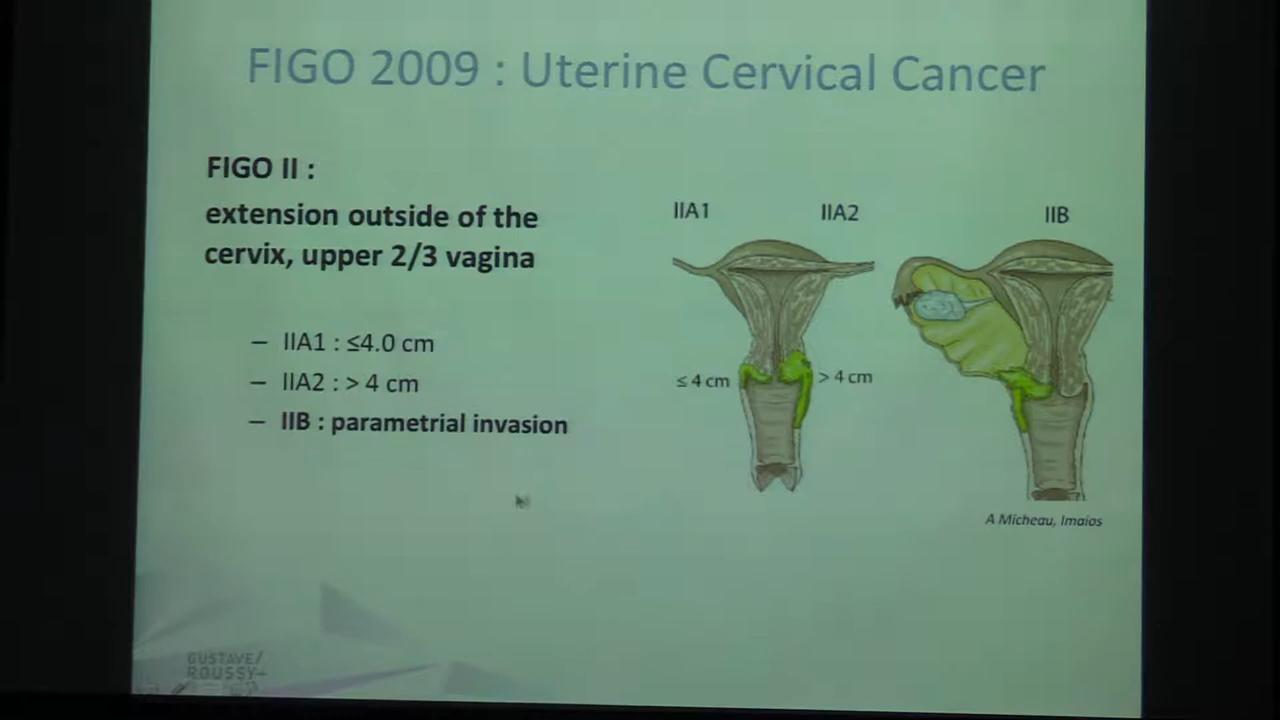 FIGO 2009 : Uterine Cervical Cancer
FIGO II :
extension outside of the
cervix, upper 2/3 vagina
– IIA1 : ≤4.0 cm
– IIA2 : > 4 cm
– IIB : parametrial invasion
IIA1 IIA2 IIB
≤ 4 cm > 4 cm
A Micheau, Imaios
GUSTAVE/
ROUSSY–